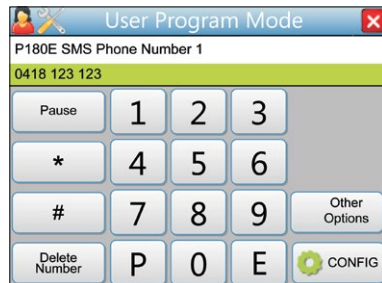 User Program Mode
P180E SMS Phone Number 1
0418 123 123
Pause 1 2 3
* 4 5 6
# 7 8 9 Other Options
Delete Number P 0 E CONFIG